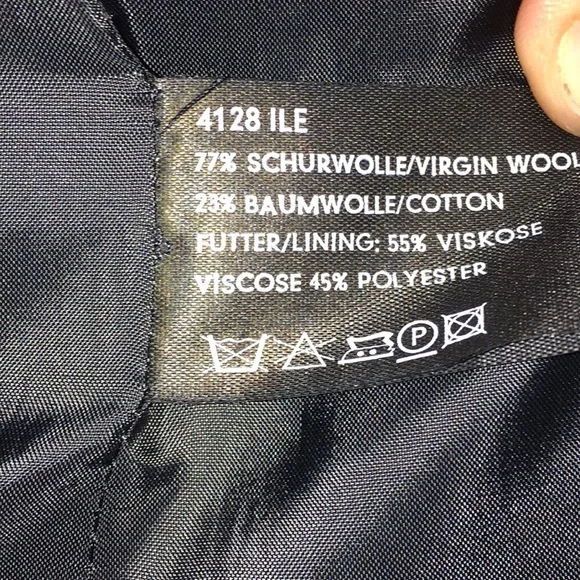 4128 ILE
77% SCHURWOLLE/VIRGIN WOOL
23% BAUMWOLLE/COTTON
FUTTER/LINING: 55% VISKOSE
VISCOSE 45% POLYESTER
P